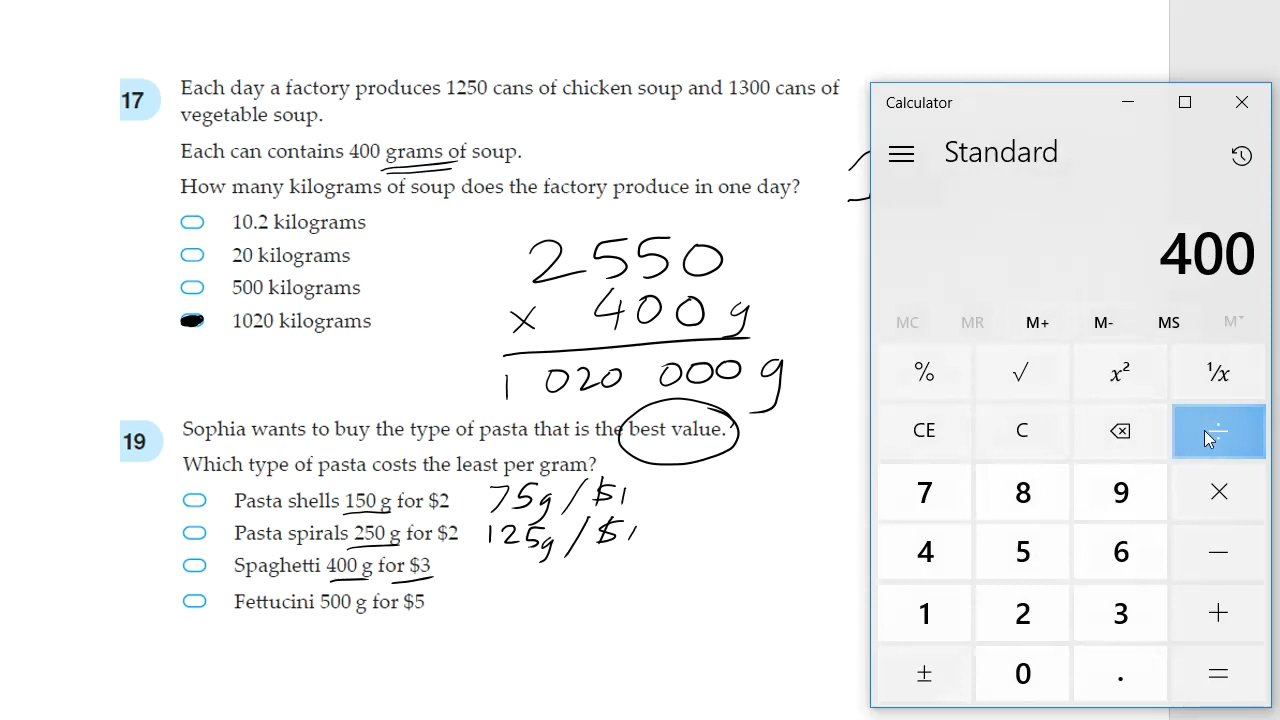 17 Each day a factory produces 1250 cans of chicken soup and 1300 cans of
vegetable soup.
Each can contains 400 grams of soup.
How many kilograms of soup does the factory produce in one day?
10.2 kilograms
20 kilograms
500 kilograms
1020 kilograms
2550
× 400g
1 020 000 g
19 Sophia wants to buy the type of pasta that is the best value.
Which type of pasta costs the least per gram?
Pasta shells 150 g for $2 75g/$1
Pasta spirals 250 g for $2 125g/$1
Spaghetti 400 g for $3
Fettucini 500 g for $5
Calculator
Standard
400
MC MR M+ M- MS M˅
% √ x² ¹/x
CE C ⌫ ÷
7 8 9 ×
4 5 6 −
1 2 3 +
± 0 . =